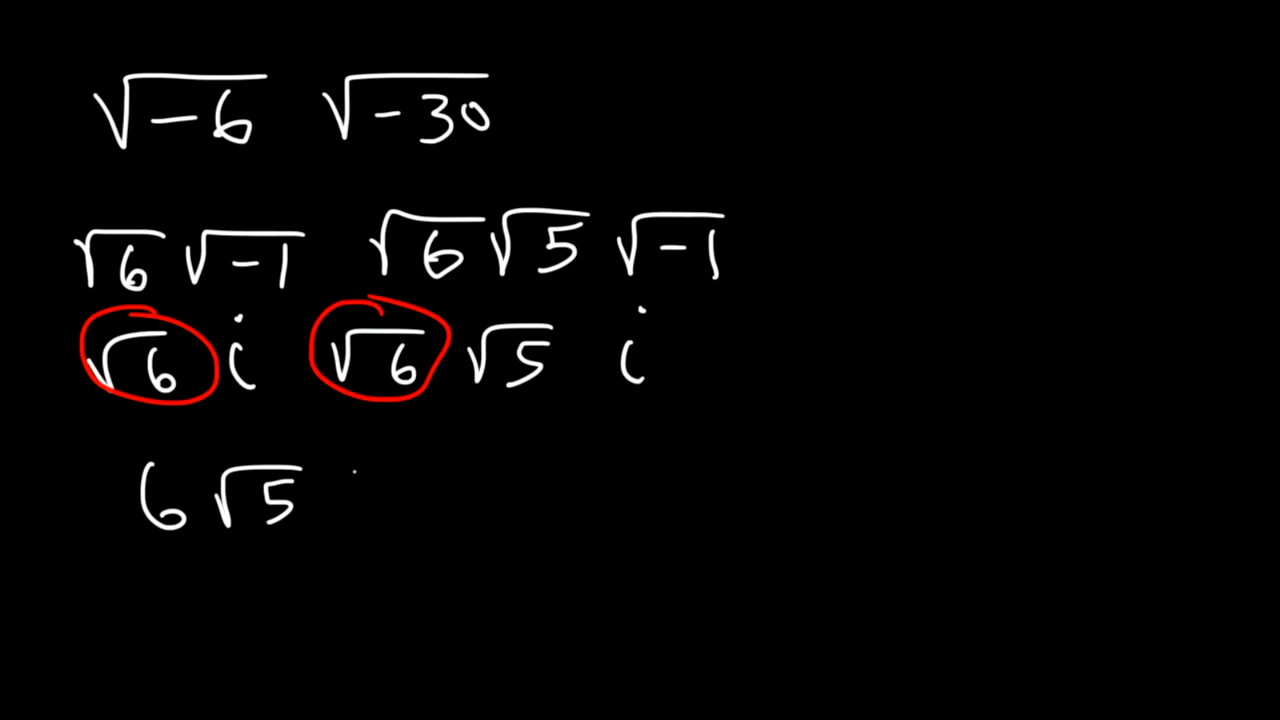 √-6 √-30
√6 √-1 √6 √5 √-1
√6 i √6 √5 i
6 √5